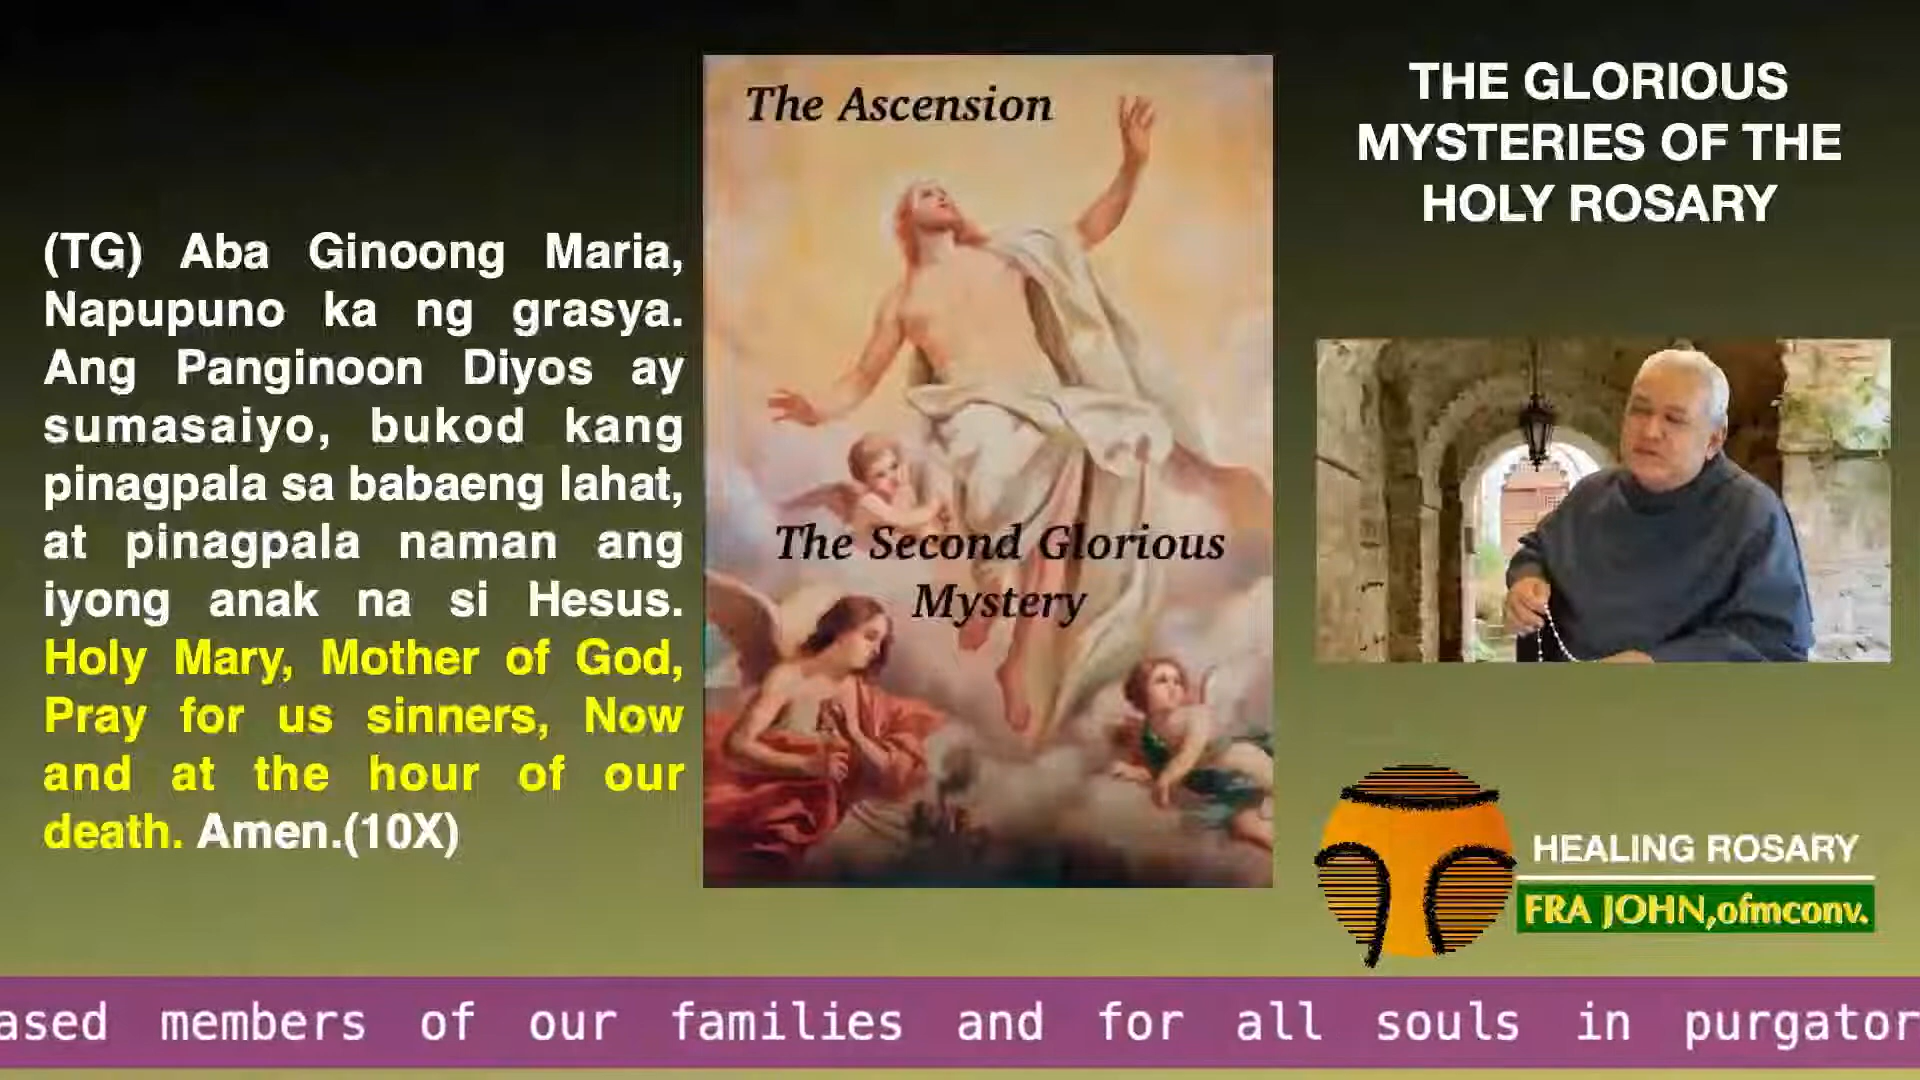 (TG) Aba Ginoong Maria,
Napupuno ka ng grasya.
Ang Panginoon Diyos ay
sumasaiyo, bukod kang
pinagpala sa babaeng lahat,
at pinagpala naman ang
iyong anak na si Hesus.
Holy Mary, Mother of God,
Pray for us sinners, Now
and at the hour of our
death. Amen.(10X)
The Ascension
The Second Glorious
Mystery
THE GLORIOUS
MYSTERIES OF THE
HOLY ROSARY
HEALING ROSARY
FRA JOHN,ofmconv.
ased members of our families and for all souls in purgator